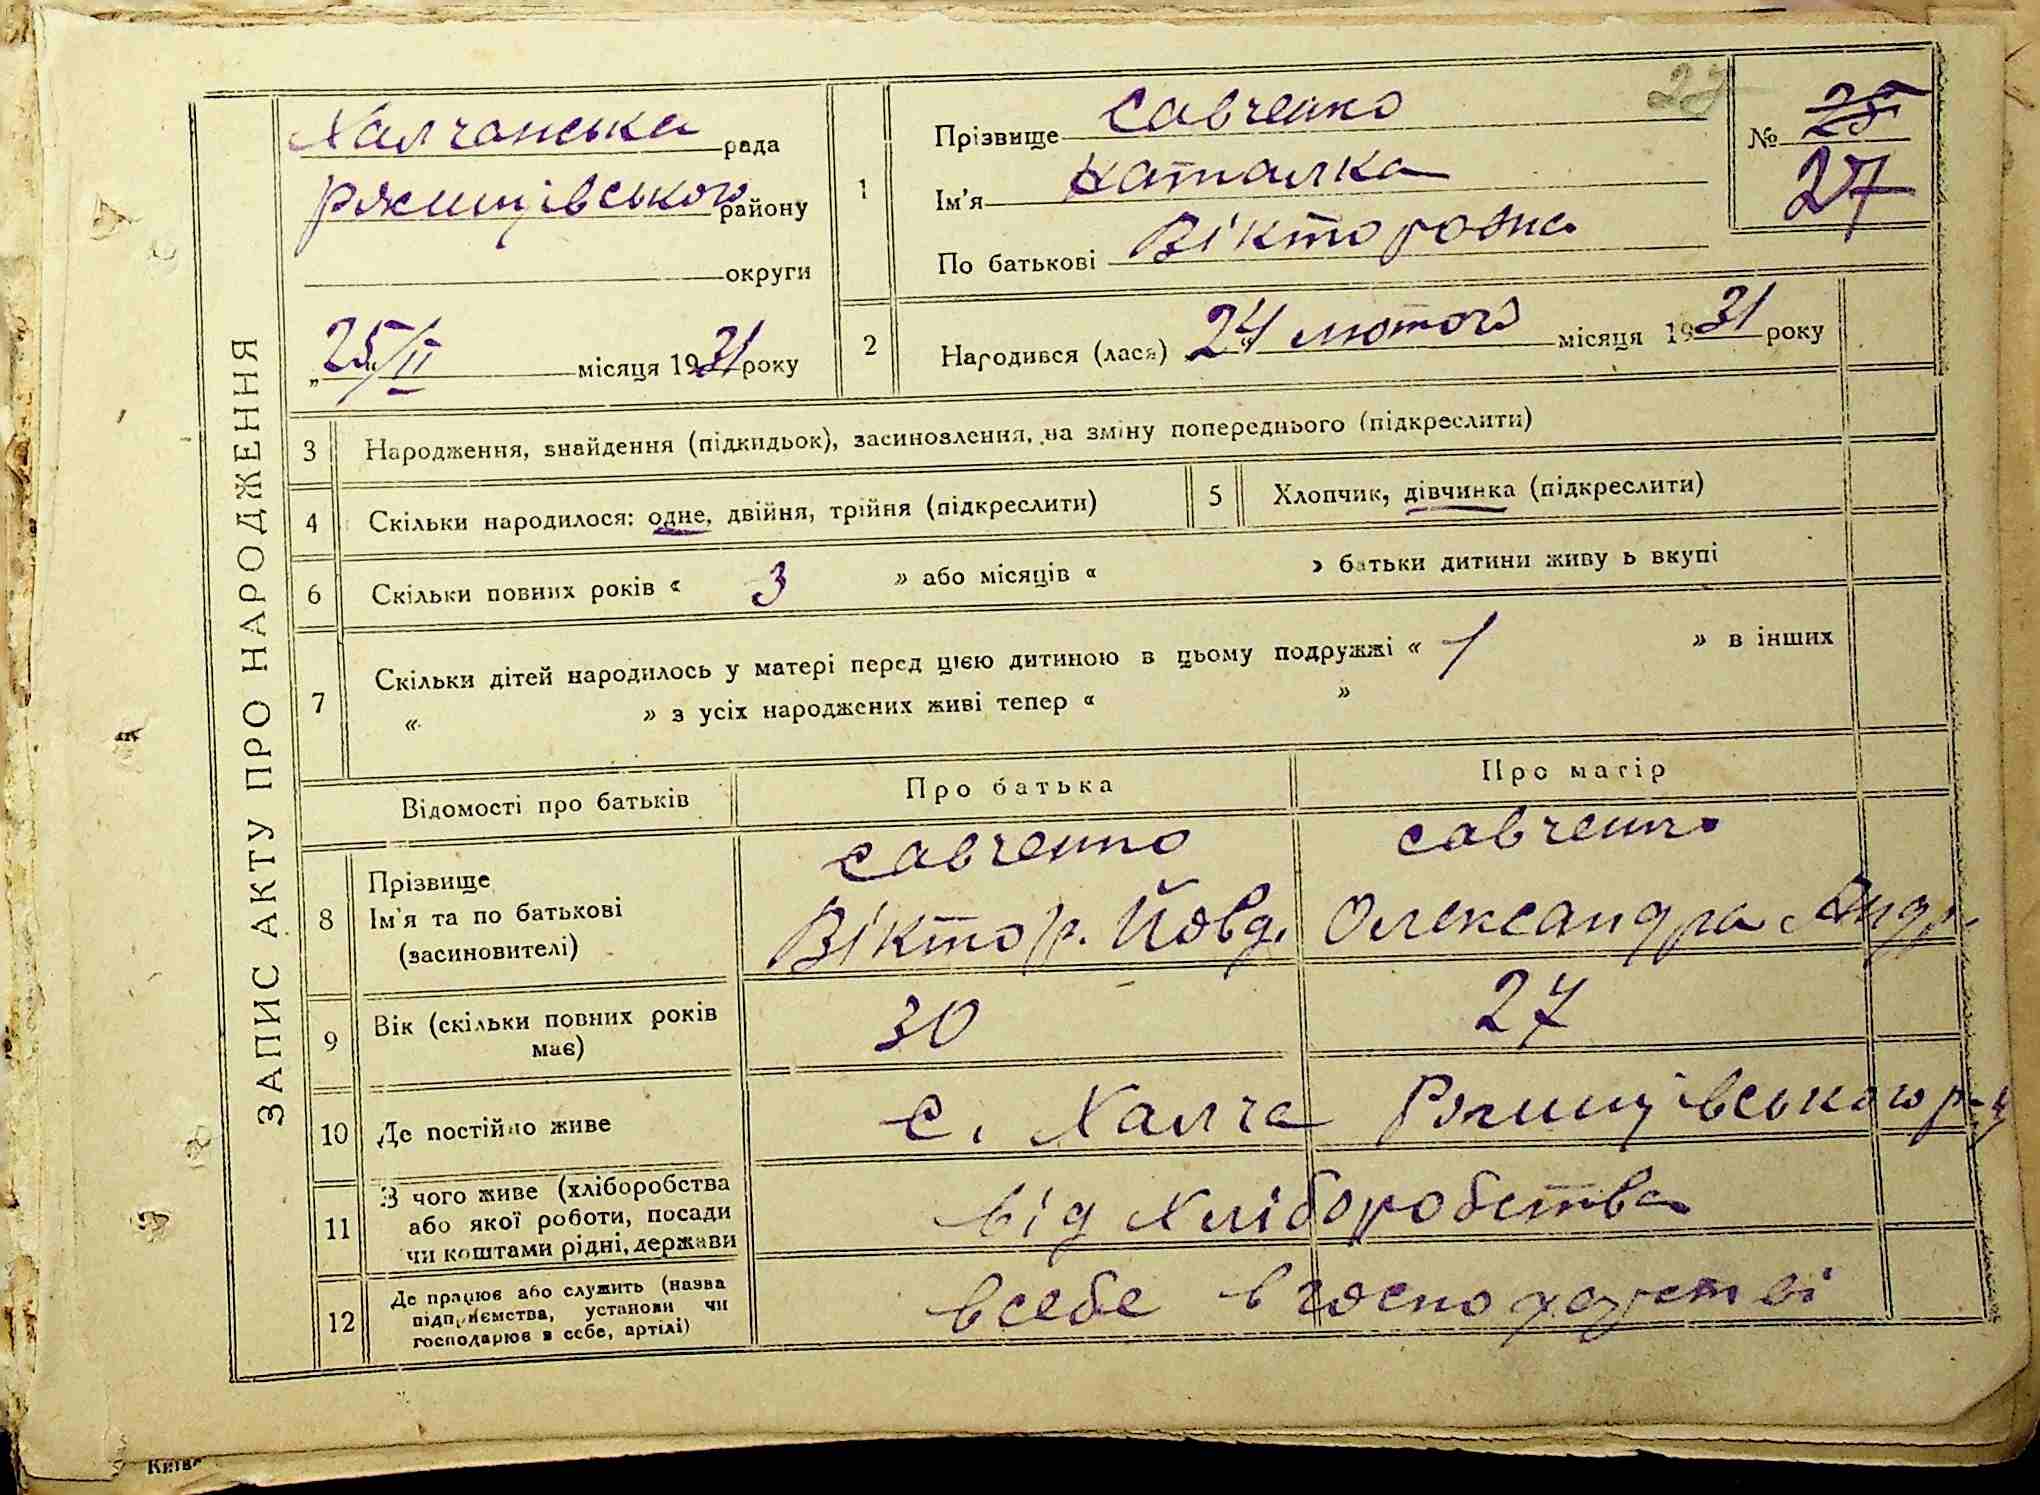 ЗАПИС АКТУ ПРО НАРОДЖЕННЯ
Халчанська рада
Ржищівського району
округи
„25/II" місяця 1931 року
1
Прізвище Савченко
Ім'я Наталка
По батькові Вікторовна
27
№ 25
27
2 Народився (лася) 24 лютого місяця 1931 року
3 Народження, знайдення (підкидьок), засиновлення, на зміну попереднього (підкреслити)
4 Скільки народилося: одне, двійня, трійня (підкреслити)
5 Хлопчик, дівчинка (підкреслити)
6 Скільки повних років « 3 » або місяців « » батьки дитини живуть вкупі
7 Скільки дітей народилось у матері перед цією дитиною в цьому подружжі « 1 » в інших
« » з усіх народжених живі тепер « »
Відомості про батьків Про батька Про матір
8 Прізвище
Ім'я та по батькові
(засиновителі)
Савченко
Віктор. Йовд.
Савченко
Олександра Андр.
9 Вік (скільки повних років
має)
30 27
10 Де постійно живе с. Халча Ржищівського р-ну
11 З чого живе (хліборобства
або якої роботи, посади
чи коштами рідні, держави
від хліборобства
12 Де працює або служить (назва
підприємства, установи чи
господарює в себе, артілі)
в себе в господарстві
Київ